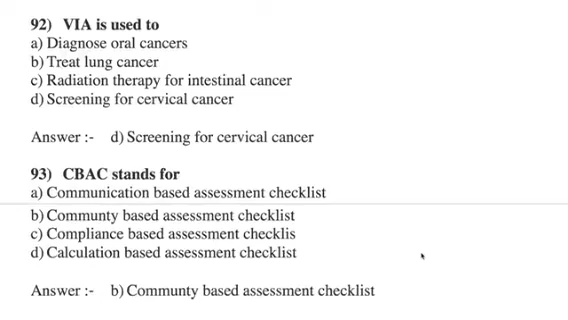 92) VIA is used to
a) Diagnose oral cancers
b) Treat lung cancer
c) Radiation therapy for intestinal cancer
d) Screening for cervical cancer
Answer :- d) Screening for cervical cancer
93) CBAC stands for
a) Communication based assessment checklist
b) Communty based assessment checklist
c) Compliance based assessment checklis
d) Calculation based assessment checklist
Answer :- b) Communty based assessment checklist